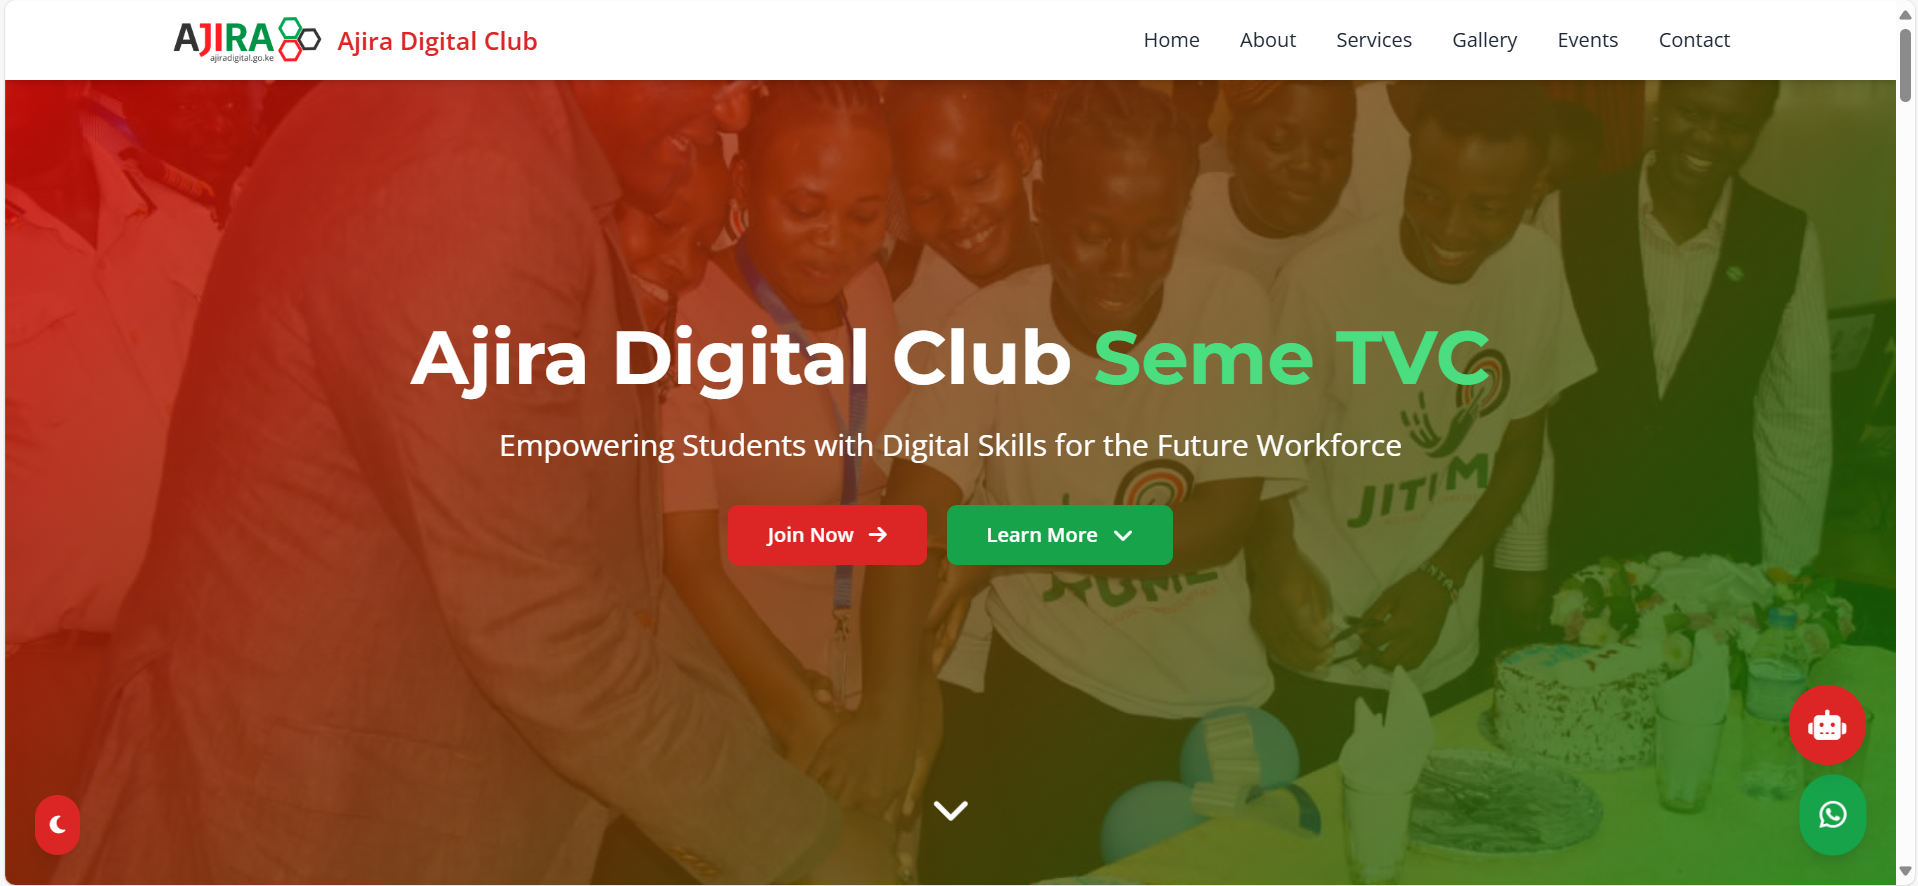 AJIRA
ajiradigital.go.ke
Ajira Digital Club
Home About Services Gallery Events Contact
Ajira Digital Club Seme TVC
Empowering Students with Digital Skills for the Future Workforce
Join Now
Learn More